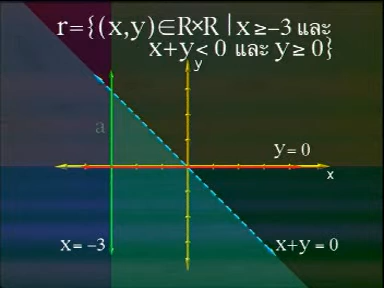 r={(x,y)∈R×R|x≥–3 และ
x+y<0 และ y≥0}
y
a
y=0
x
x=–3
x+y=0